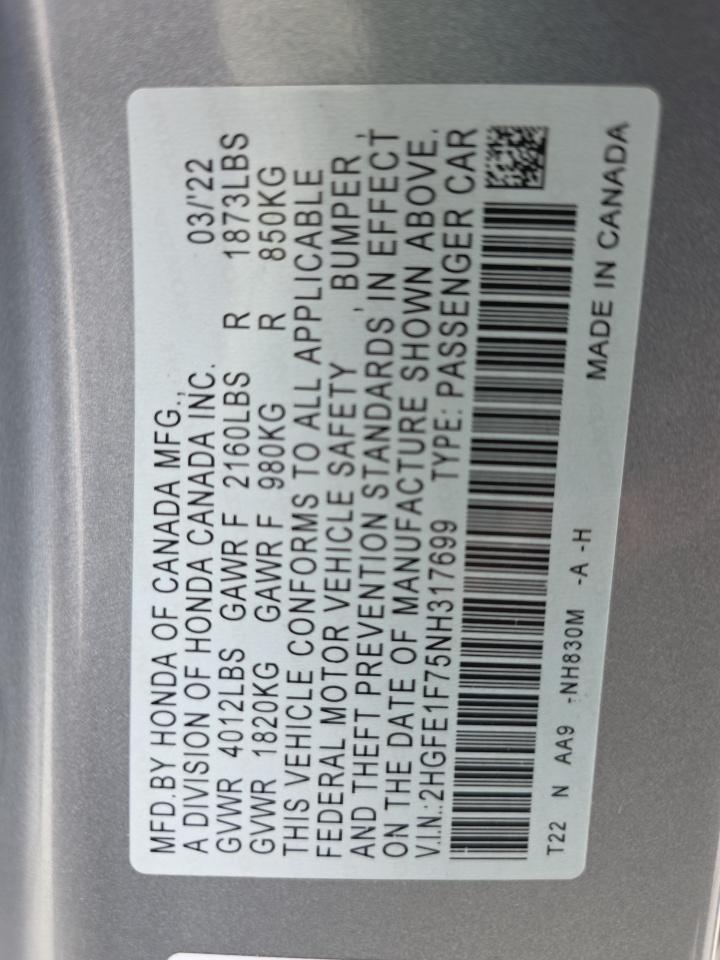 MFD.BY HONDA OF CANADA MFG.,
A DIVISION OF HONDA CANADA INC. 03/'22
GVWR 4012LBS GAWR F 2160LBS R 1873LBS
GVWR 1820KG GAWR F 980KG R 850KG
THIS VEHICLE CONFORMS TO ALL APPLICABLE
FEDERAL MOTOR VEHICLE SAFETY , BUMPER ,
AND THEFT PREVENTION STANDARDS IN EFFECT
ON THE DATE OF MANUFACTURE SHOWN ABOVE.
V.I.N.: 2HGFE1F75NH317699 TYPE: PASSENGER CAR
T22 N AA9 -NH830M -A -H MADE IN CANADA